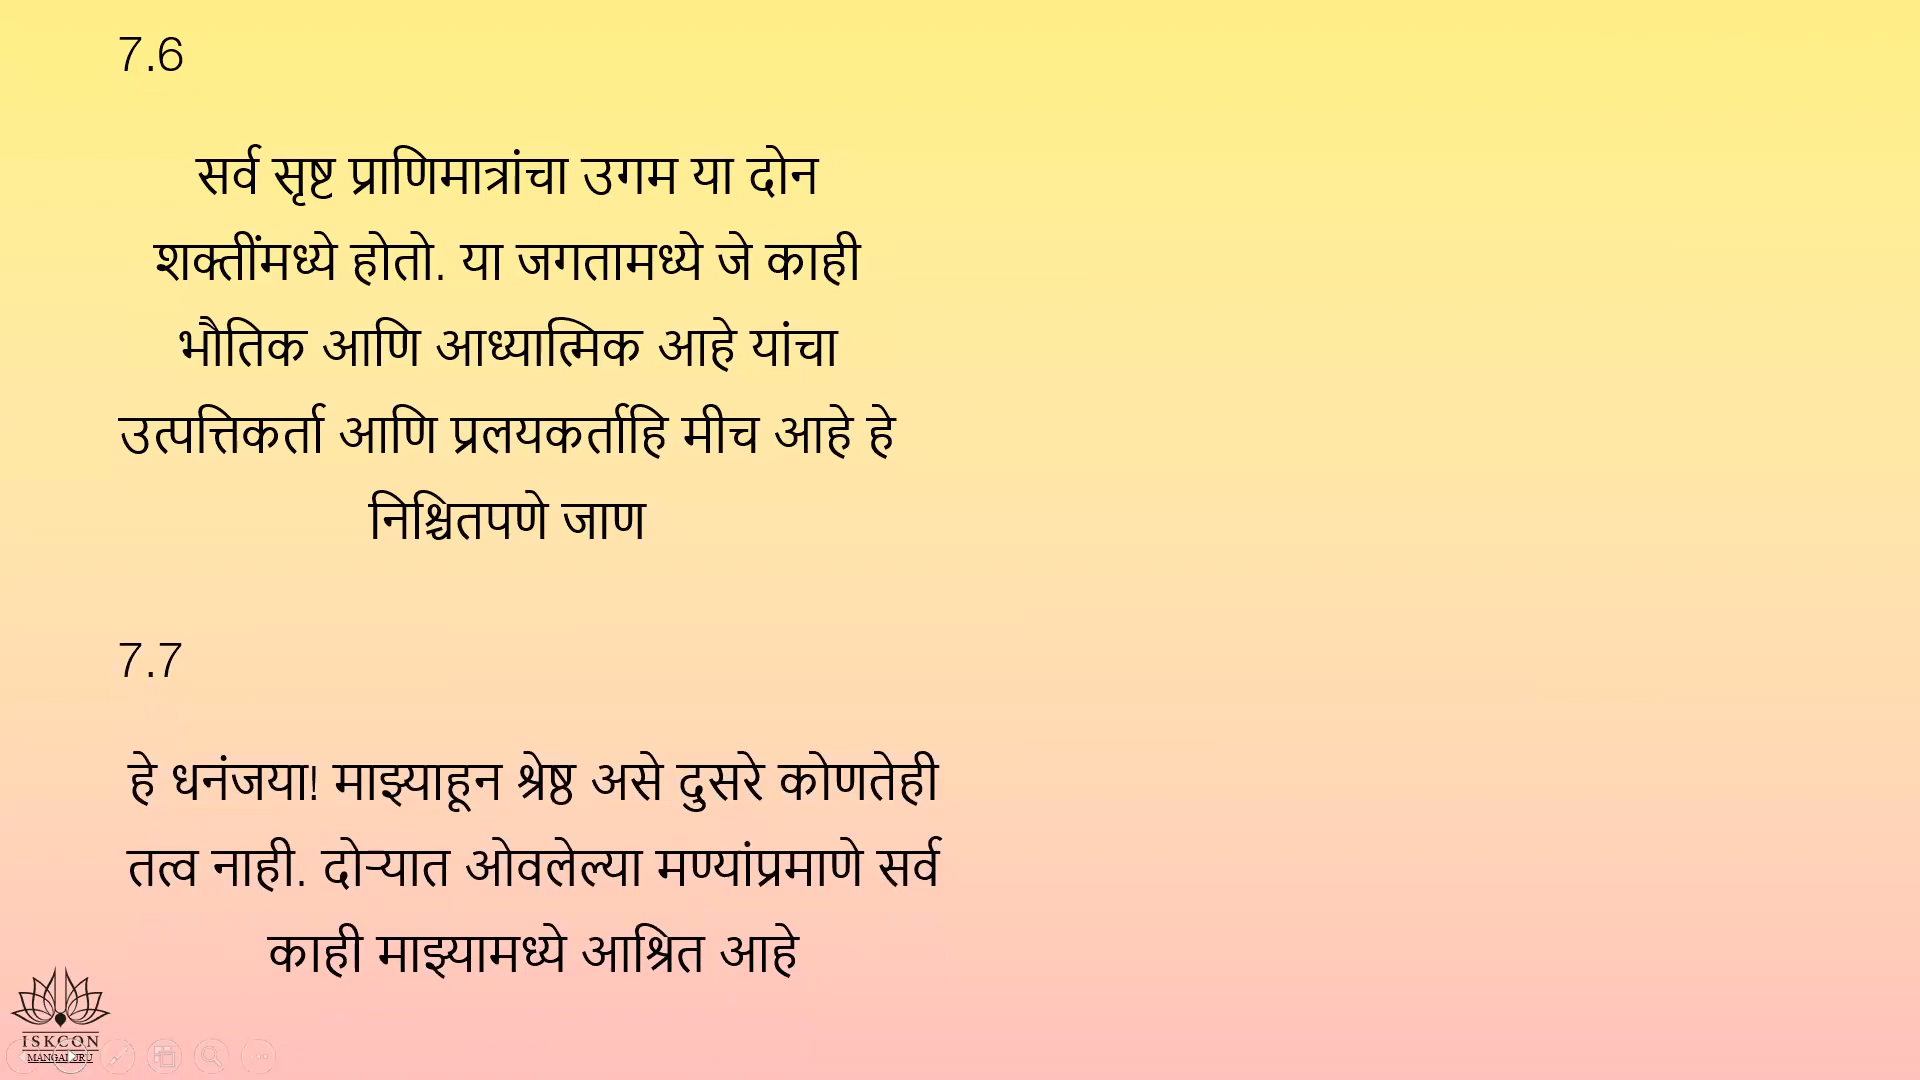 7.6
सर्व सृष्ट प्राणिमात्रांचा उगम या दोन
शक्तींमध्ये होतो. या जगतामध्ये जे काही
भौतिक आणि आध्यात्मिक आहे यांचा
उत्पत्तिकर्ता आणि प्रलयकर्ताहि मीच आहे हे
निश्चितपणे जाण
7.7
हे धनंजया! माझ्याहून श्रेष्ठ असे दुसरे कोणतेही
तत्व नाही. दोऱ्यात ओवलेल्या मण्यांप्रमाणे सर्व
काही माझ्यामध्ये आश्रित आहे
ISKCON
MANGALURU